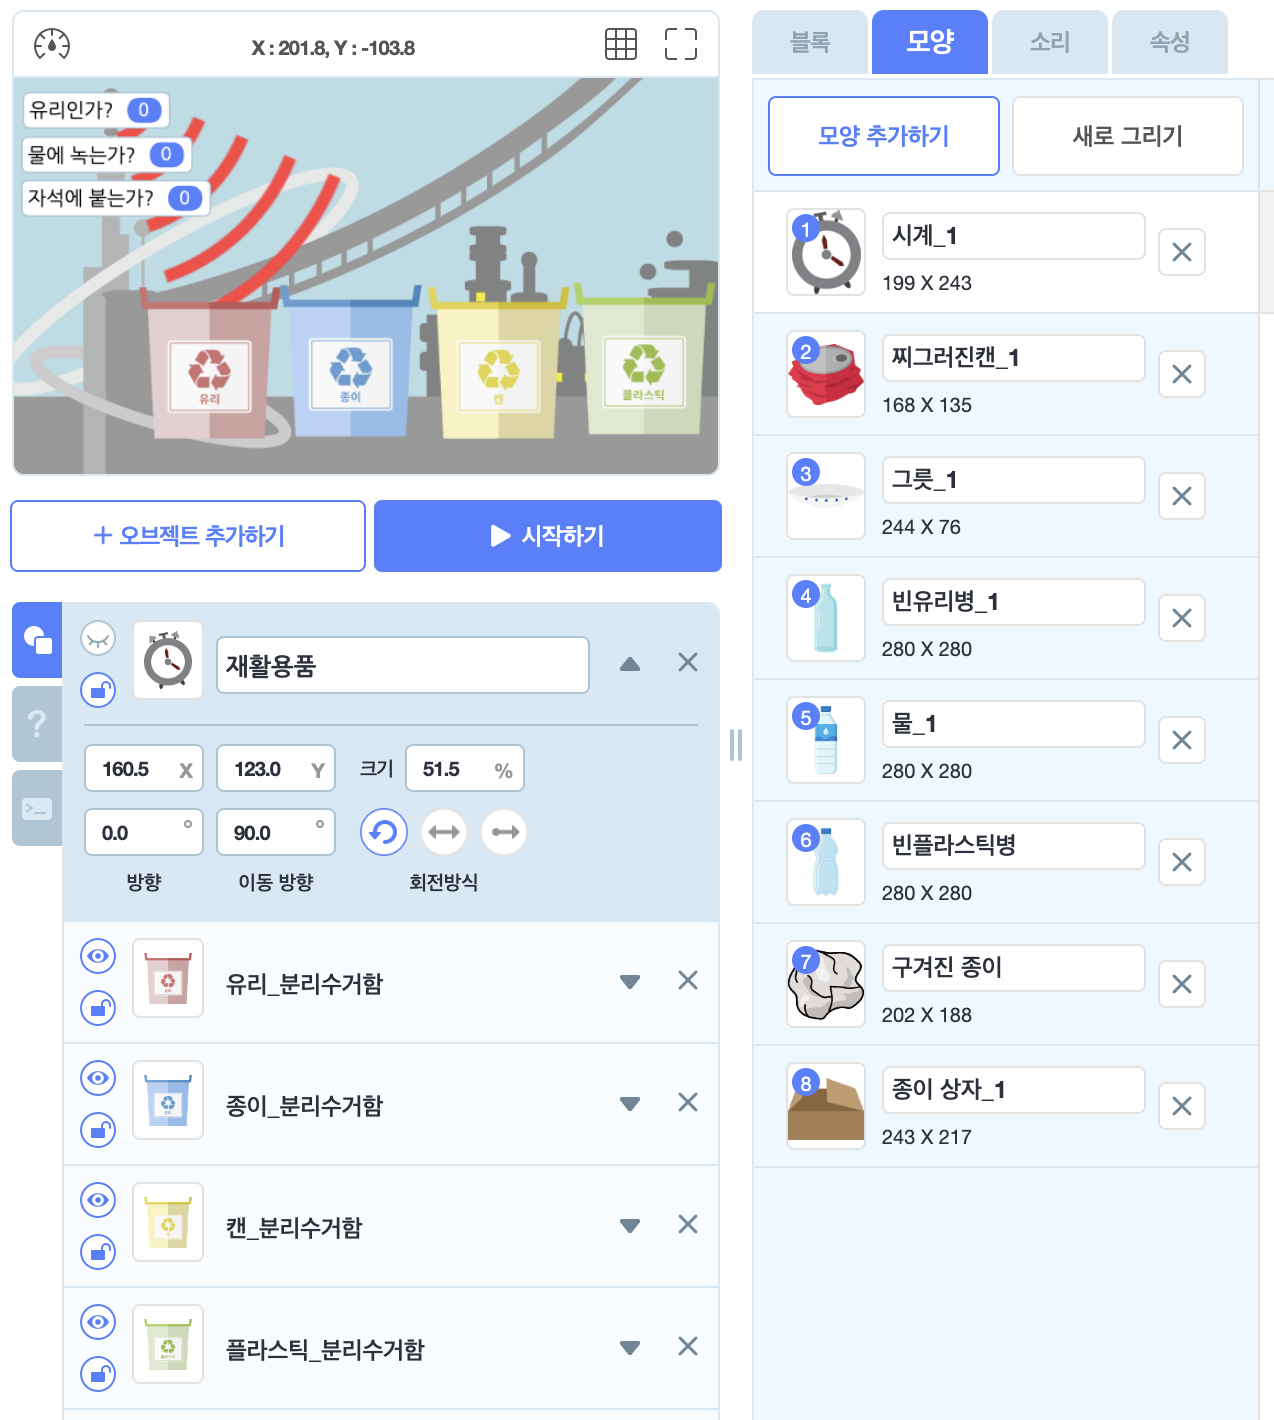 X : 201.8, Y : -103.8
유리인가? 0
물에 녹는가? 0
자석에 붙는가? 0
유리
종이
캔
플라스틱
+ 오브젝트 추가하기
시작하기
재활용품
160.5 X
123.0 Y
크기 51.5 %
0.0 °
90.0 °
방향
이동 방향
회전방식
유리_분리수거함
종이_분리수거함
캔_분리수거함
플라스틱_분리수거함
블록
모양
소리
속성
모양 추가하기
새로 그리기
1
시계_1
199 X 243
2
찌그러진캔_1
168 X 135
3
그릇_1
244 X 76
4
빈유리병_1
280 X 280
5
물_1
280 X 280
6
빈플라스틱병
280 X 280
7
구겨진 종이
202 X 188
8
종이 상자_1
243 X 217